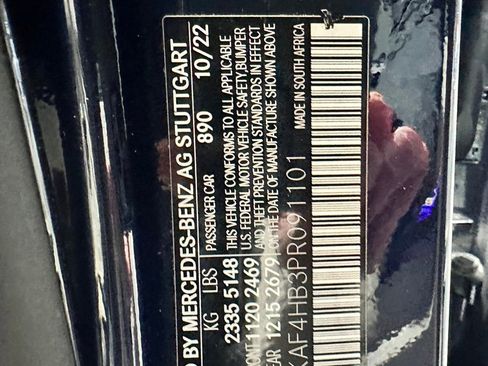 D BY MERCEDES-BENZ AG STUTTGART
PASSENGER CAR 890 10/22
KG LBS
2335 5148
1120 2469
1215 2679
THIS VEHICLE CONFORMS TO ALL APPLICABLE
U.S. FEDERAL MOTOR VEHICLE SAFETY, BUMPER
AND THEFT PREVENTION STANDARDS IN EFFECT
ON THE DATE OF MANUFACTURE SHOWN ABOVE
KAF4HB3PR091101
MADE IN SOUTH AFRICA